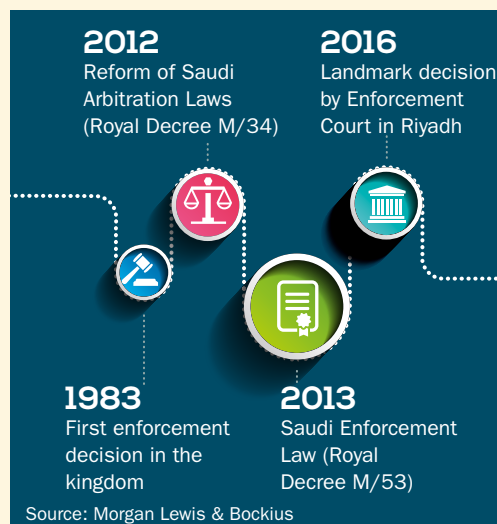 2012
Reform of Saudi
Arbitration Laws
(Royal Decree M/34)
2016
Landmark decision
by Enforcement
Court in Riyadh
1983
First enforcement
decision in the
kingdom
2013
Saudi Enforcement
Law (Royal
Decree M/53)
Source: Morgan Lewis & Bockius